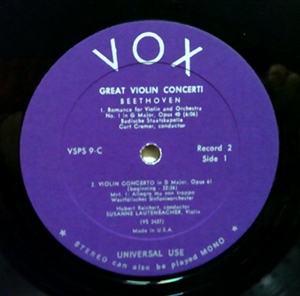 VOX
GREAT VIOLIN CONCERTI
BEETHOVEN
1. Romance for Violin and Orchestra
No. 1 in G Major, Opus 40 (6:06)
Badische Staatskapelle
Curt Cremer, conductor
VSPS 9-C
Record 2
Side 1
2. VIOLIN CONCERTO in D Major, Opus 61
(beginning - 22:26)
Mvt. 1: Allegro ma non troppo
Westfälisches Sinfonieorchester
Hubert Reichert, conductor
SUSANNE LAUTENBACHER, Violin
(VS 2427)
Made in U.S.A.
★ STEREO can also be played MONO ★
UNIVERSAL USE